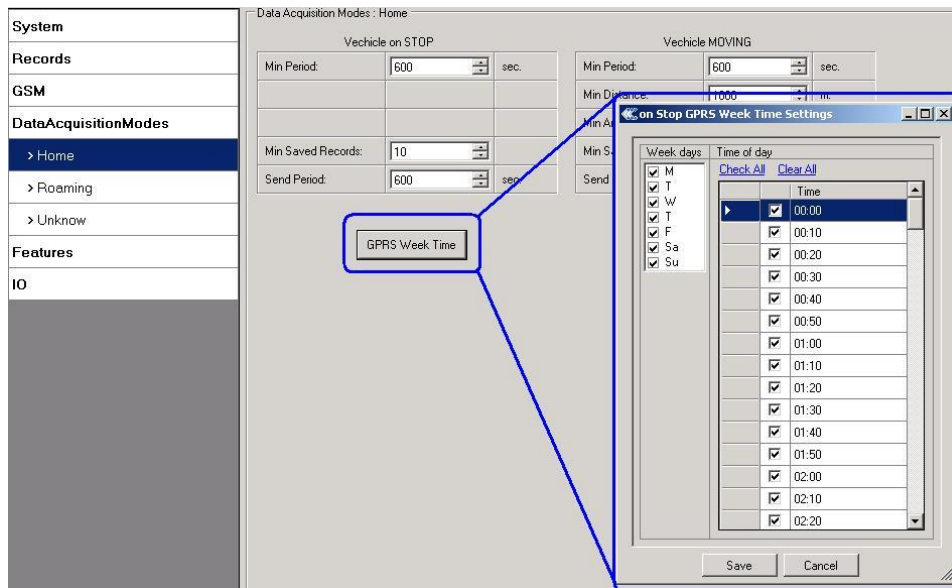 System
Records
GSM
DataAcquisitionModes
> Home
> Roaming
> Unknow
Features
IO
Data Acquisition Modes : Home
Vechicle on STOP
Min Period: 600 sec.
Min Saved Records: 10
Send Period: 600 sec.
GPRS Week Time
Vechicle MOVING
Min Period: 600 sec.
Min Distance: 1000 m.
Min
Min
Send
on Stop GPRS Week Time Settings
Week days
M
T
W
T
F
Sa
Su
Time of day
Check All Clear All
Time
00:00
00:10
00:20
00:30
00:40
00:50
01:00
01:10
01:20
01:30
01:40
01:50
02:00
02:10
02:20
Save Cancel